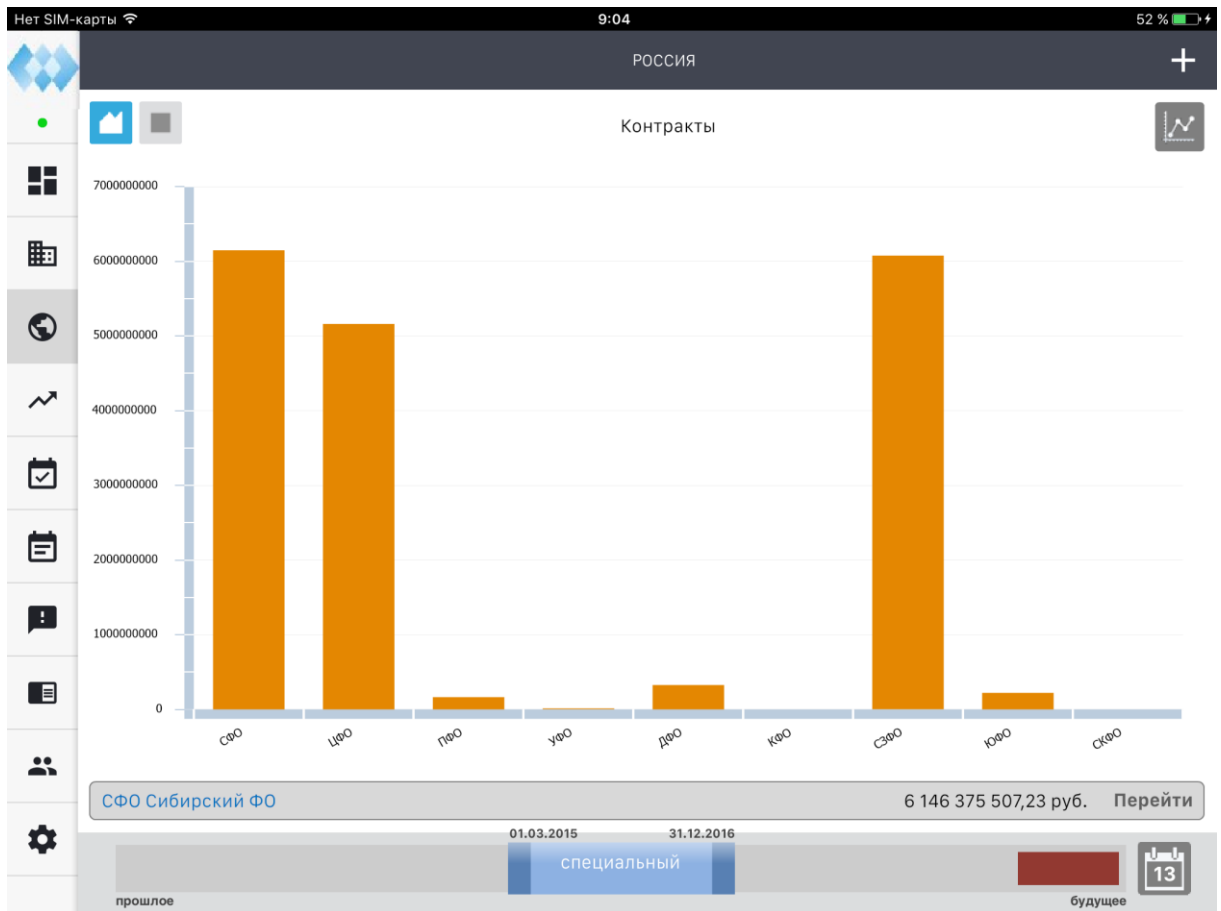 Нет SIM-карты 9:04 52 %
РОССИЯ
Контракты
7000000000
6000000000
5000000000
4000000000
3000000000
2000000000
1000000000
0
СФО ЦФО ПФО УФО ДФО КФО СЗФО ЮФО СКФО
СФО Сибирский ФО 6 146 375 507,23 руб. Перейти
01.03.2015 31.12.2016
специальный
13
прошлое будущее